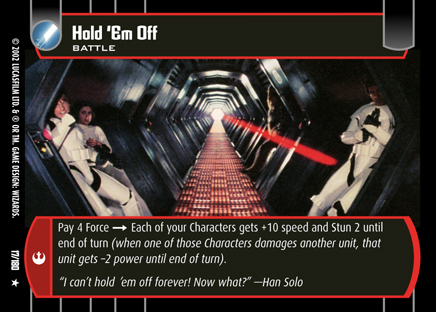 Hold 'Em Off
BATTLE
© 2002 LUCASFILM LTD. & ® OR TM. GAME DESIGN: WIZARDS.
17/180
Pay 4 Force → Each of your Characters gets +10 speed and Stun 2 until
end of turn (when one of those Characters damages another unit, that
unit gets –2 power until end of turn).
"I can't hold 'em off forever! Now what?" —Han Solo